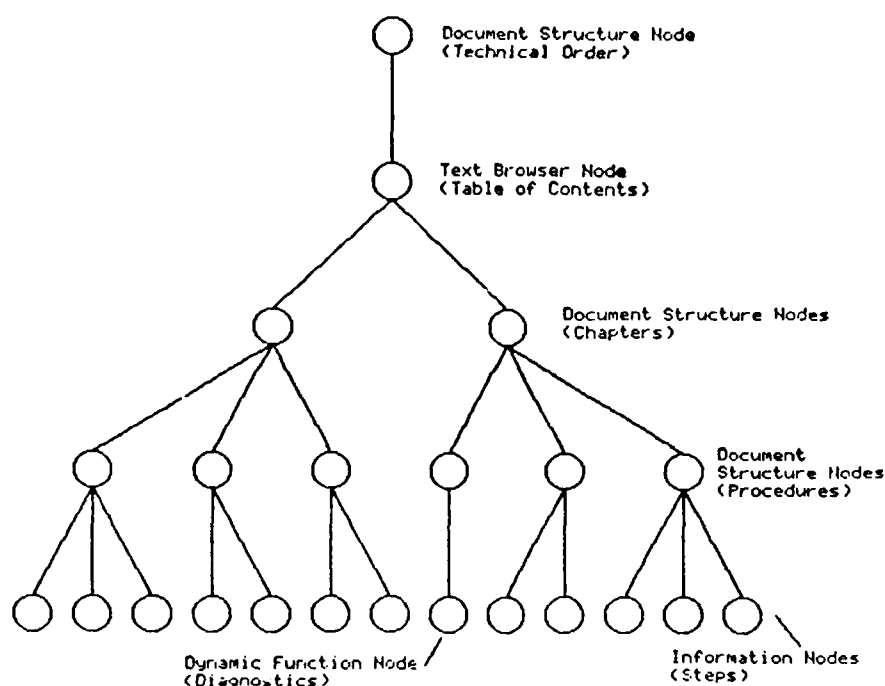 Document Structure Node
(Technical Order)
Text Browser Node
(Table of Contents)
Document Structure Nodes
(Chapters)
Document
Structure Nodes
(Procedures)
Dynamic Function Node
(Diagnostics)
Information Nodes
(Steps)